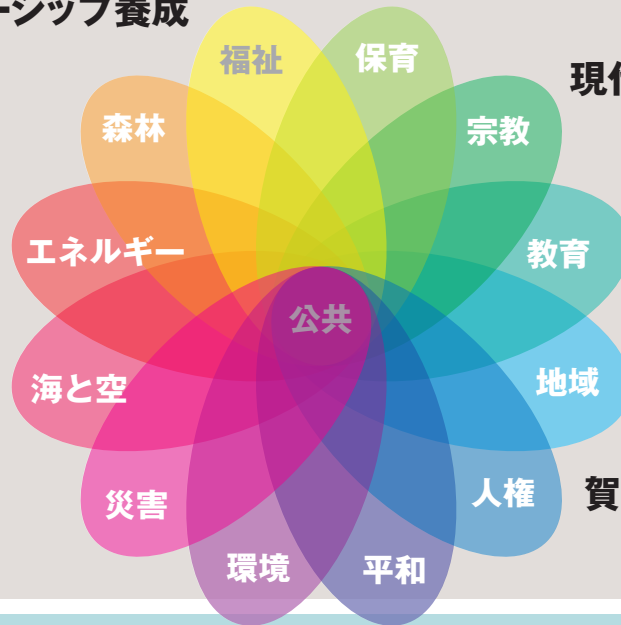 ーシップ養成
福祉
保育
現代
森林
宗教
エネルギー
教育
公共
海と空
地域
災害
人権
賀
環境
平和